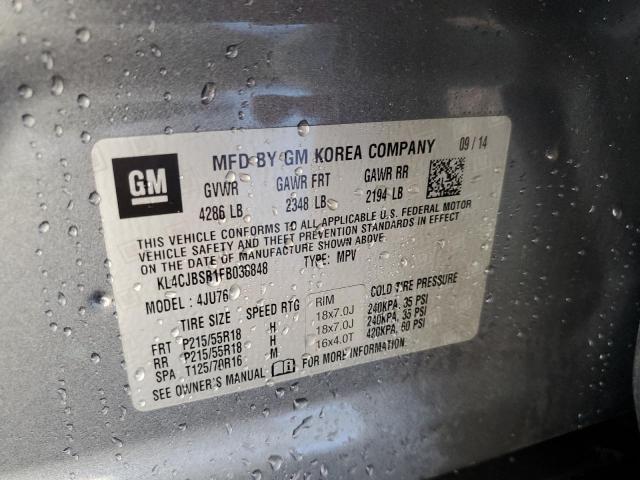 GM
MFD BY GM KOREA COMPANY 09/14
GVWR GAWR FRT GAWR RR
4286 LB 2348 LB 2194 LB
THIS VEHICLE CONFORMS TO ALL APPLICABLE U.S. FEDERAL MOTOR
VEHICLE SAFETY AND THEFT PREVENTION STANDARDS IN EFFECT
ON THE DATE OF MANUFACTURE SHOWN ABOVE.
KL4CJBSB1FB036848 TYPE: MPV
MODEL: 4JU76
TIRE SIZE SPEED RTG RIM COLD TIRE PRESSURE
FRT P215/55R18 H 18x7.0J 240KPA, 35 PSI
RR P215/55R18 H 18x7.0J 240KPA, 35 PSI
SPA T125/70R16 M 16x4.0T 420KPA, 60 PSI
SEE OWNER'S MANUAL FOR MORE INFORMATION.